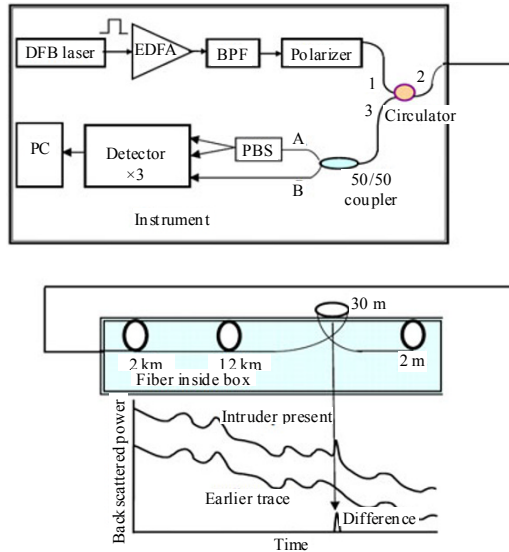 DFB laser
EDFA
BPF
Polarizer
1
2
3
Circulator
PC
Detector
×3
PBS
A
B
50/50
coupler
Instrument
30 m
2 km
12 km
2 m
Fiber inside box
Back scattered power
Intruder present
Earlier trace
Difference
Time